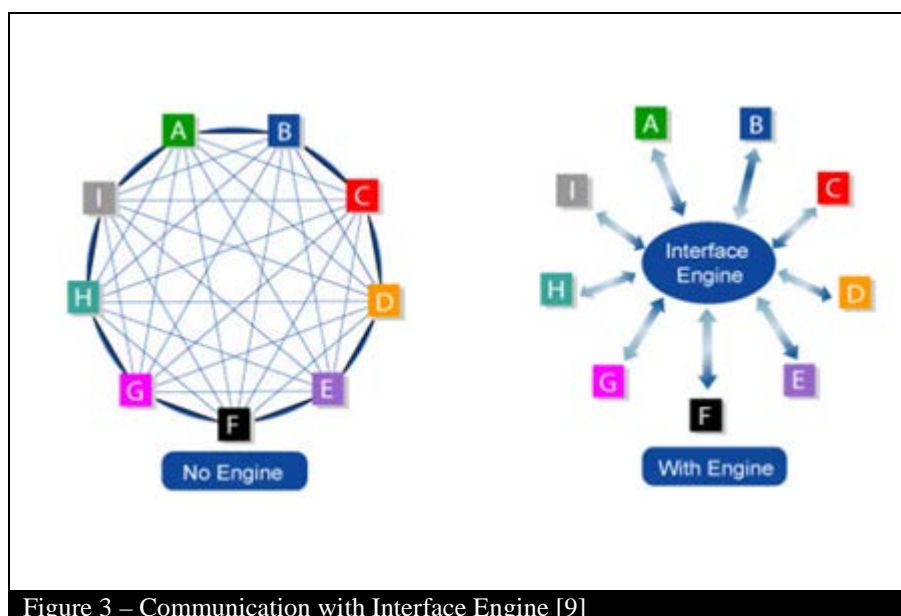 A
B
C
D
E
F
G
H
I
No Engine
A
B
C
D
E
F
G
H
I
Interface
Engine
With Engine
Figure 3 – Communication with Interface Engine [9]